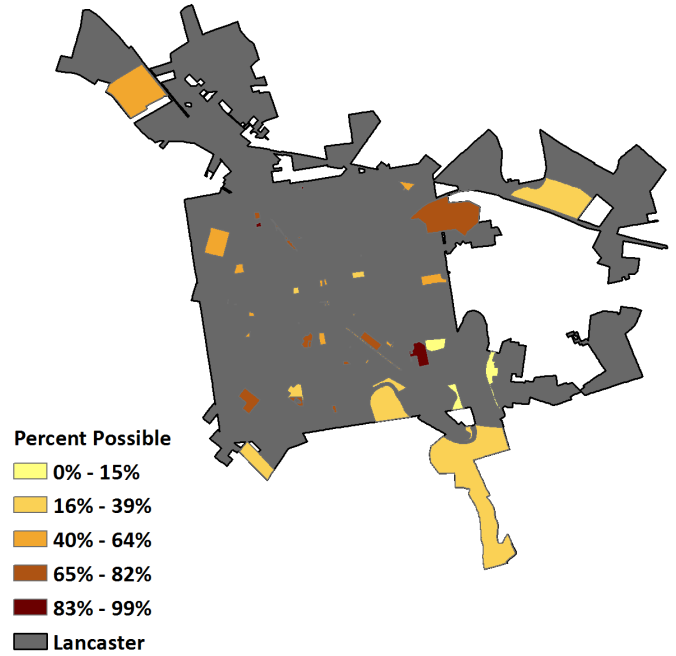 Percent Possible
0% - 15%
16% - 39%
40% - 64%
65% - 82%
83% - 99%
Lancaster